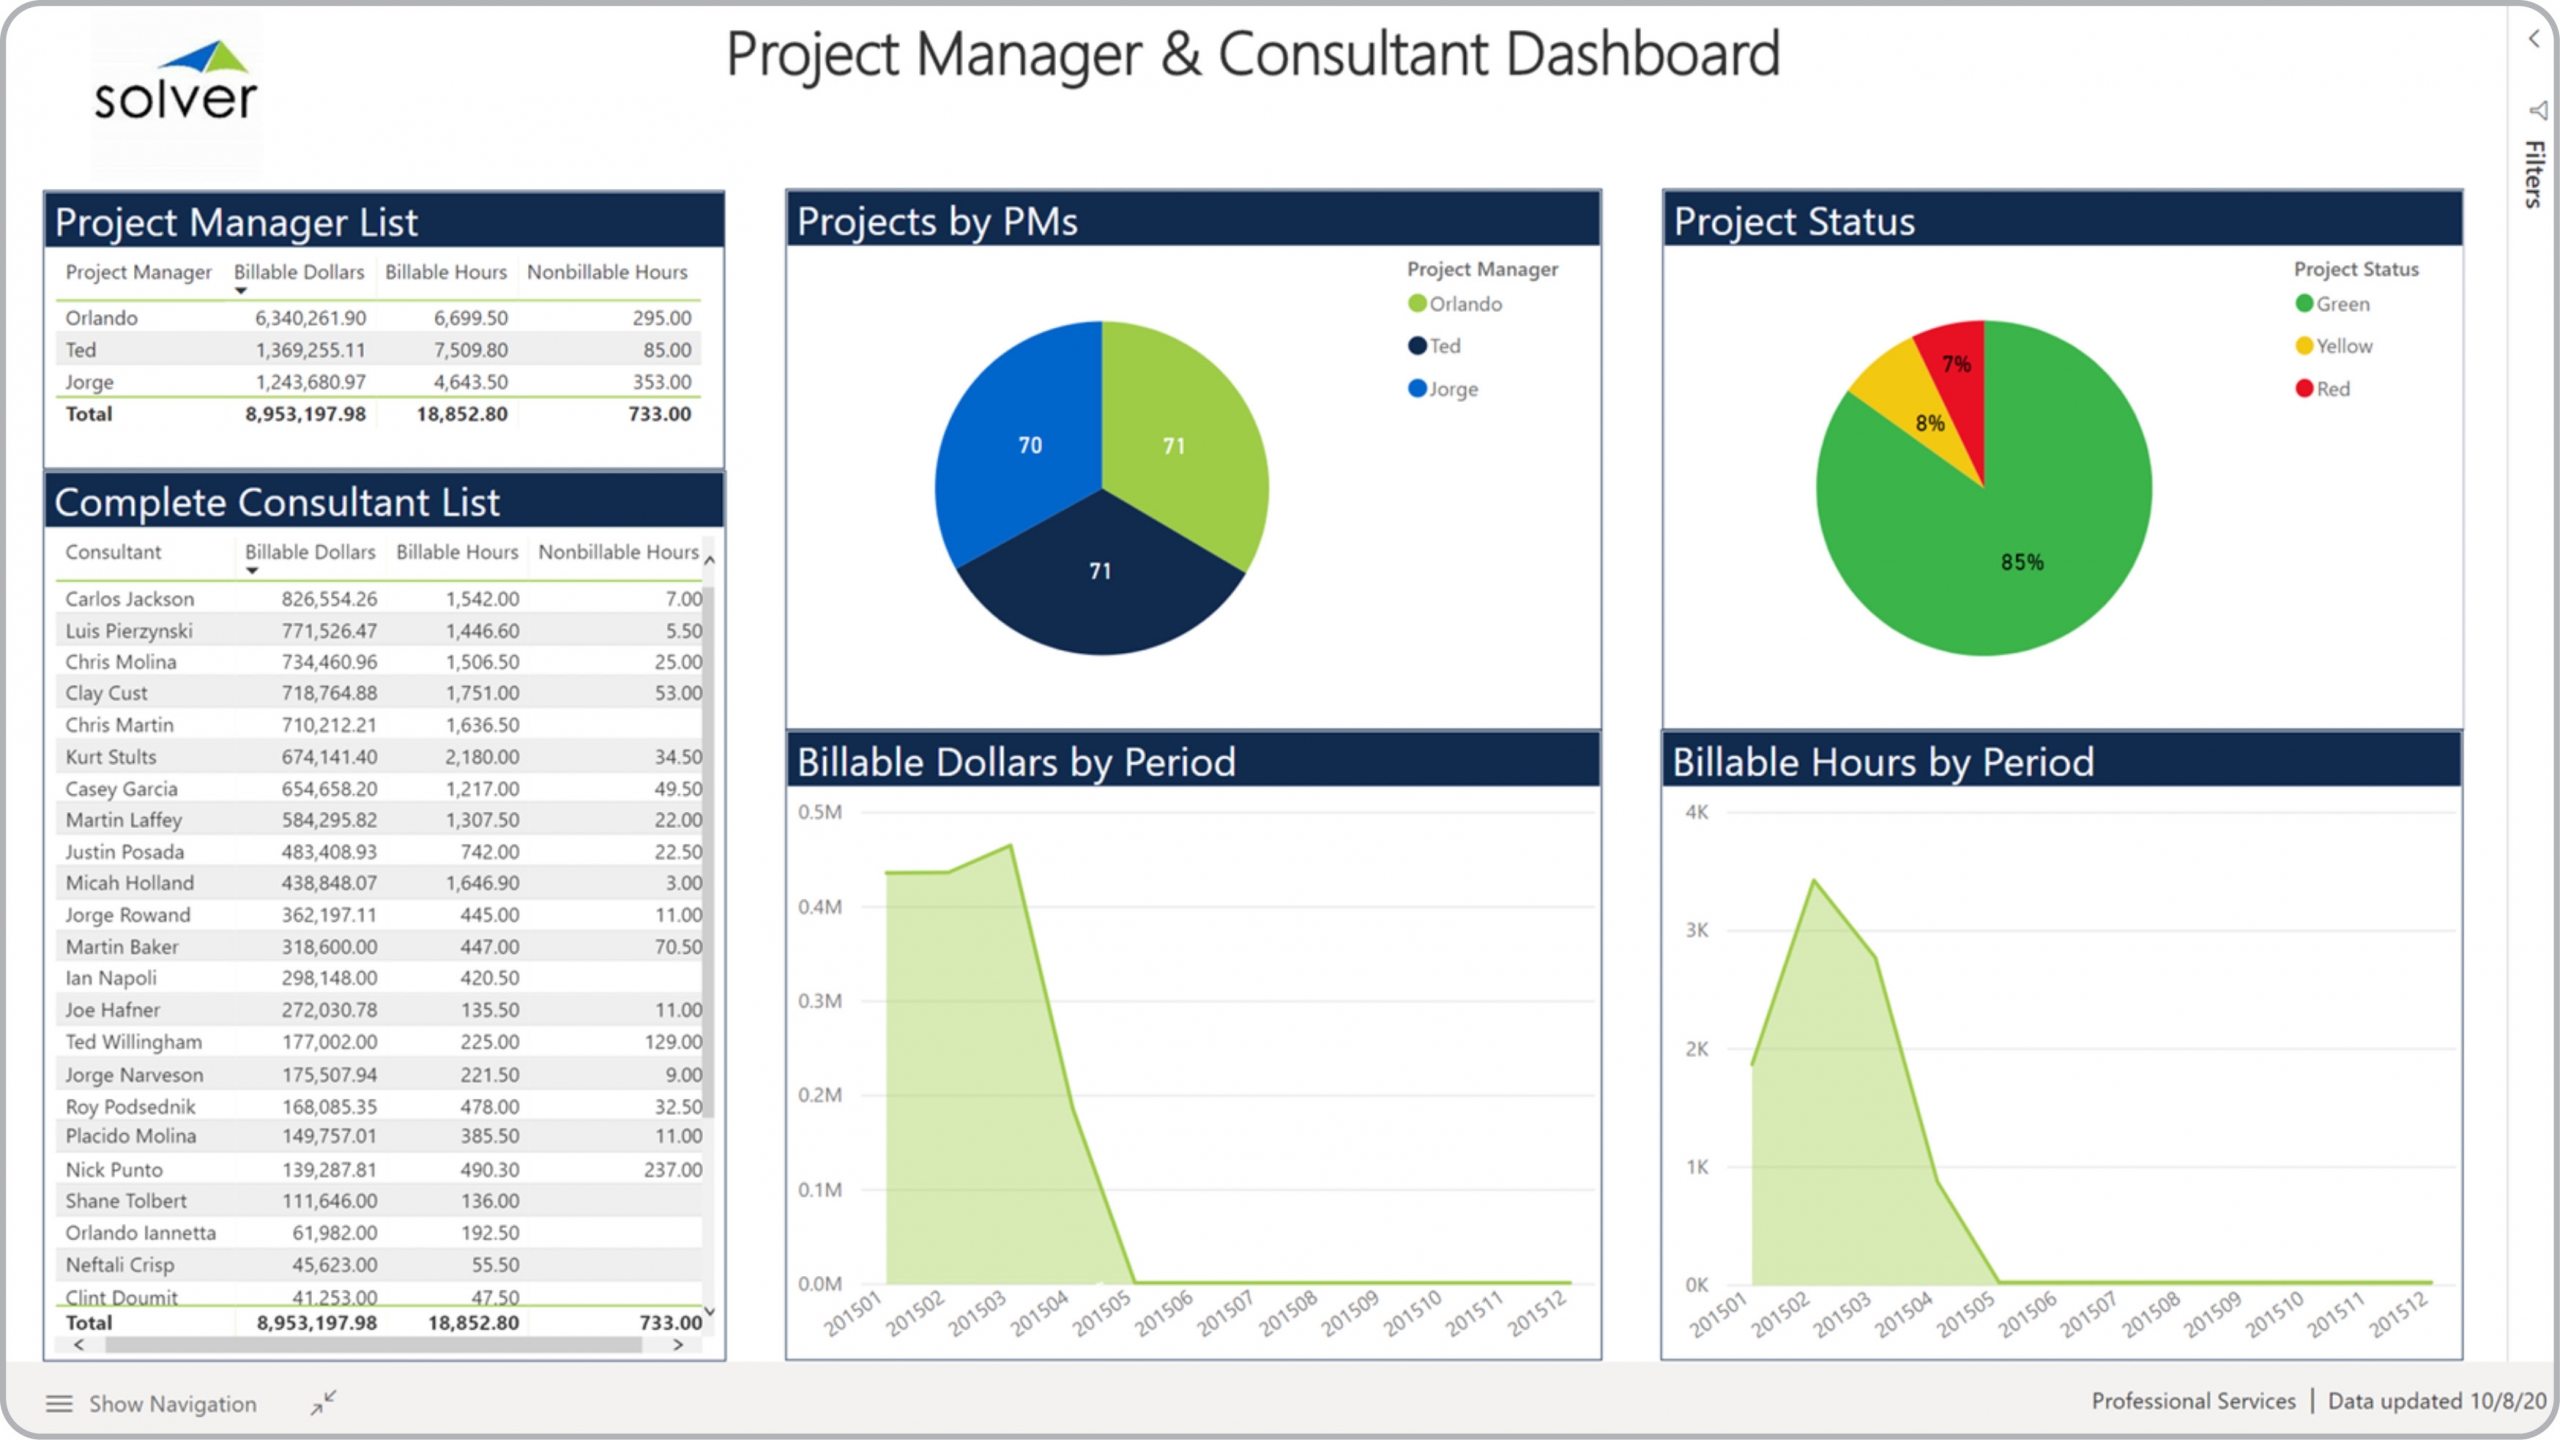 solver
Project Manager & Consultant Dashboard
Filters
Project Manager List
Project Manager Billable Dollars Billable Hours Nonbillable Hours
Orlando 6,340,261.90 6,699.50 295.00
Ted 1,369,255.11 7,509.80 85.00
Jorge 1,243,680.97 4,643.50 353.00
Total 8,953,197.98 18,852.80 733.00
Complete Consultant List
Consultant Billable Dollars Billable Hours Nonbillable Hours
Carlos Jackson 826,554.26 1,542.00 7.00
Luis Pierzynski 771,526.47 1,446.60 5.50
Chris Molina 734,460.96 1,506.50 25.00
Clay Cust 718,764.88 1,751.00 53.00
Chris Martin 710,212.21 1,636.50
Kurt Stults 674,141.40 2,180.00 34.50
Casey Garcia 654,658.20 1,217.00 49.50
Martin Laffey 584,295.82 1,307.50 22.00
Justin Posada 483,408.93 742.00 22.50
Micah Holland 438,848.07 1,646.90 3.00
Jorge Rowand 362,197.11 445.00 11.00
Martin Baker 318,600.00 447.00 70.50
Ian Napoli 298,148.00 420.50
Joe Hafner 272,030.78 135.50 11.00
Ted Willingham 177,002.00 225.00 129.00
Jorge Narveson 175,507.94 221.50 9.00
Roy Podsednik 168,085.35 478.00 32.50
Placido Molina 149,757.01 385.50 11.00
Nick Punto 139,287.81 490.30 237.00
Shane Tolbert 111,646.00 136.00
Orlando Iannetta 61,982.00 192.50
Neftali Crisp 45,623.00 55.50
Clint Doumit 41,253.00 47.50
Total 8,953,197.98 18,852.80 733.00
Projects by PMs
Project Manager
Orlando
Ted
Jorge
70
71
71
Project Status
Project Status
Green
Yellow
Red
7%
8%
85%
Billable Dollars by Period
0.5M
0.4M
0.3M
0.2M
0.1M
0.0M
201501 201502 201503 201504 201505 201506 201507 201508 201509 201510 201511 201512
Billable Hours by Period
4K
3K
2K
1K
0K
201501 201502 201503 201504 201505 201506 201507 201508 201509 201510 201511 201512
Show Navigation
Professional Services | Data updated 10/8/20